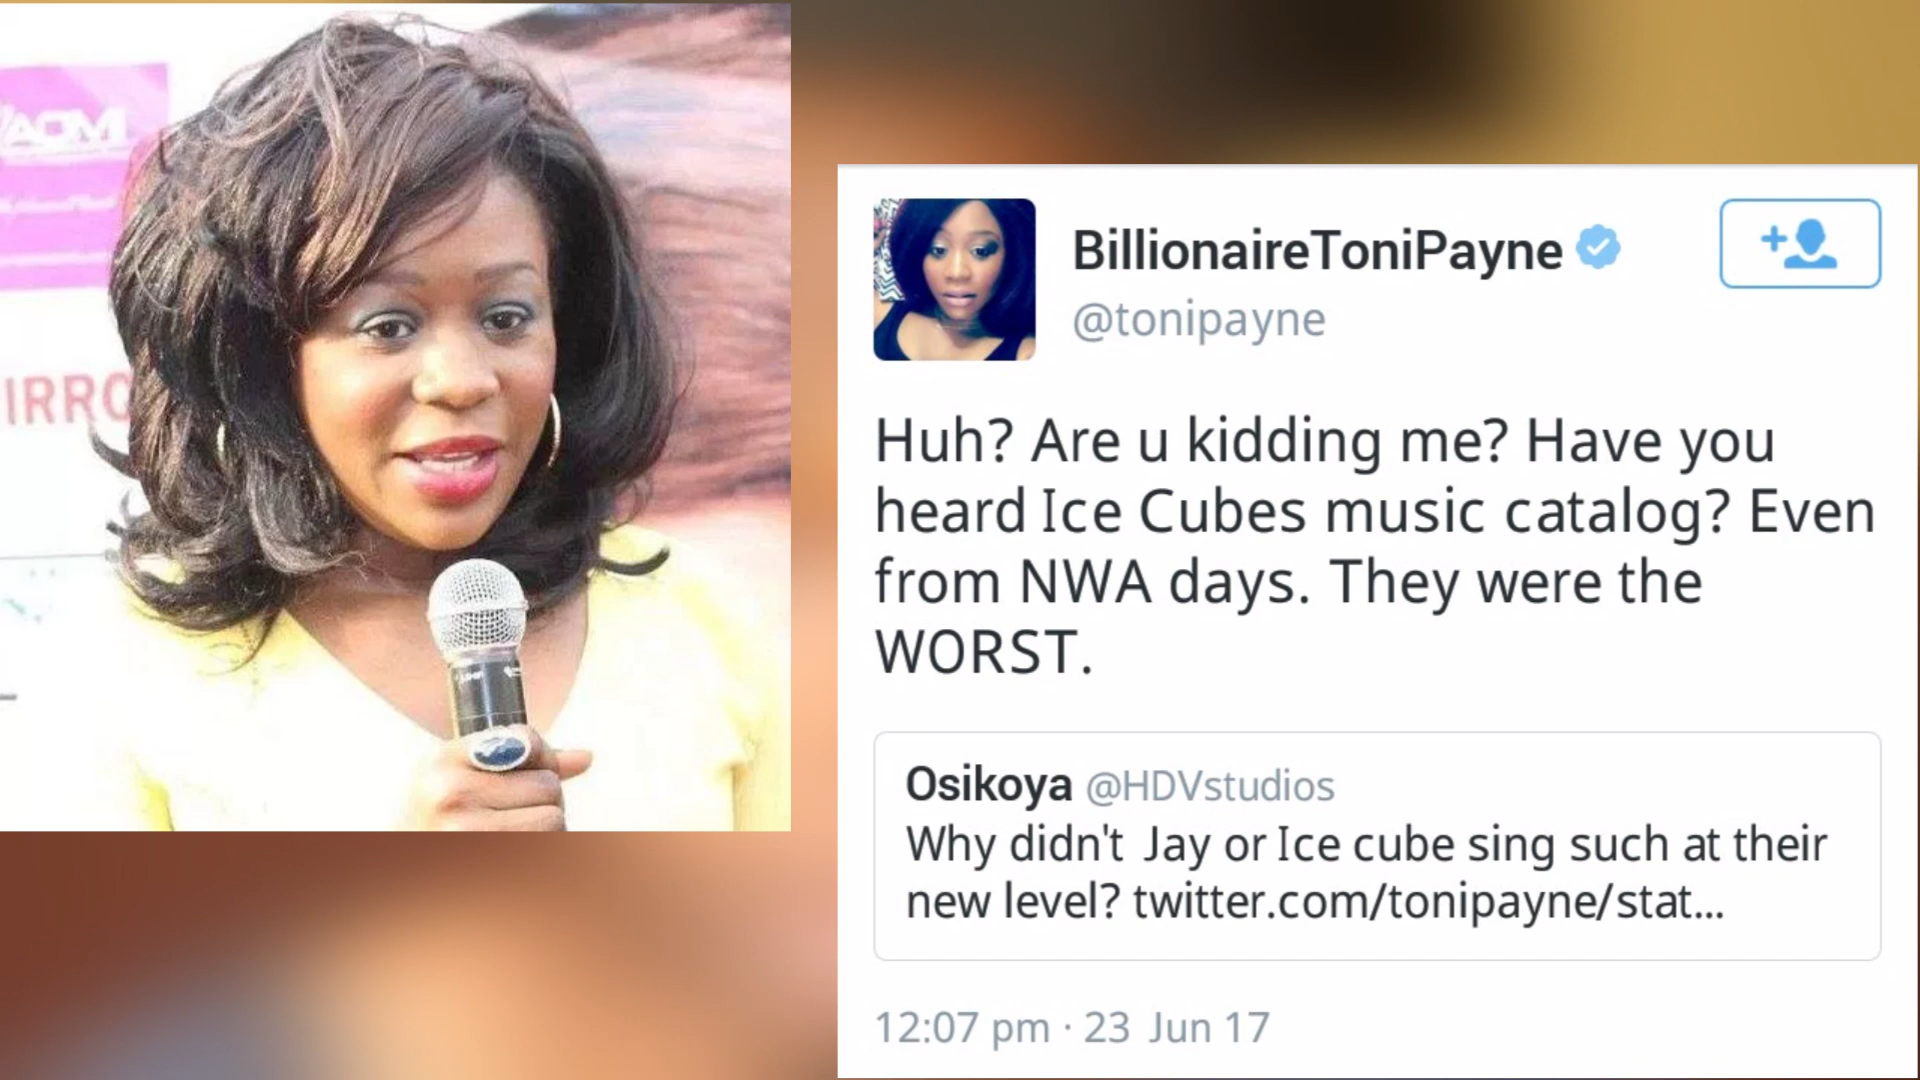 AOM
IRRO
BillionaireToniPayne
@tonipayne
Huh? Are u kidding me? Have you
heard Ice Cubes music catalog? Even
from NWA days. They were the
WORST.
Osikoya @HDVstudios
Why didn't Jay or Ice cube sing such at their
new level? twitter.com/tonipayne/stat...
12:07 pm · 23 Jun 17